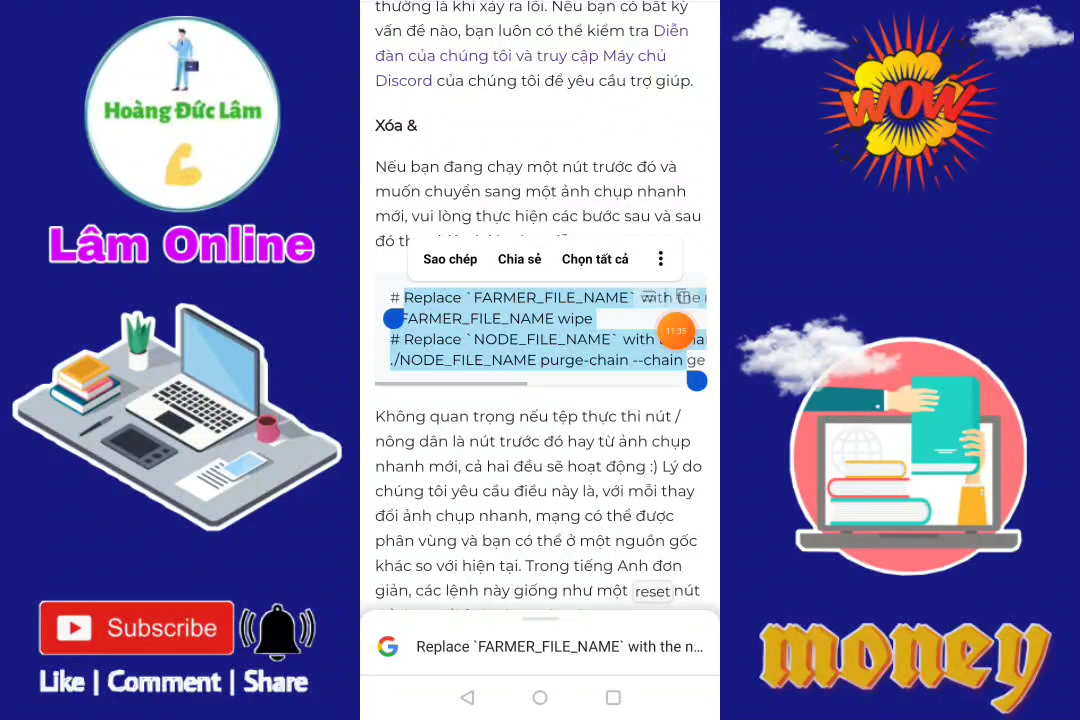 Hoàng Đức Lâm
Lâm Online
Subscribe
Like | Comment | Share
thường là khi xảy ra lỗi. Nếu bạn có bất kỳ
vấn đề nào, bạn luôn có thể kiểm tra Diễn
đàn của chúng tôi và truy cập Máy chủ
Discord của chúng tôi để yêu cầu trợ giúp.
Xóa &
Nếu bạn đang chạy một nút trước đó và
muốn chuyển sang một ảnh chụp nhanh
mới, vui lòng thực hiện các bước sau và sau
Sao chép Chia sẻ Chọn tất cả
# Replace `FARMER_FILE_NAME` with the
FARMER_FILE_NAME wipe
11:35
# Replace `NODE_FILE_NAME` with
./NODE_FILE_NAME purge-chain --chain ge
Không quan trọng nếu tệp thực thi nút /
nông dân là nút trước đó hay từ ảnh chụp
nhanh mới, cả hai đều sẽ hoạt động :) Lý do
chúng tôi yêu cầu điều này là, với mỗi thay
đổi ảnh chụp nhanh, mạng có thể được
phân vùng và bạn có thể ở một nguồn gốc
khác so với hiện tại. Trong tiếng Anh đơn
giản, các lệnh này giống như một reset nút
Replace `FARMER_FILE_NAME` with the n...
WOW
money